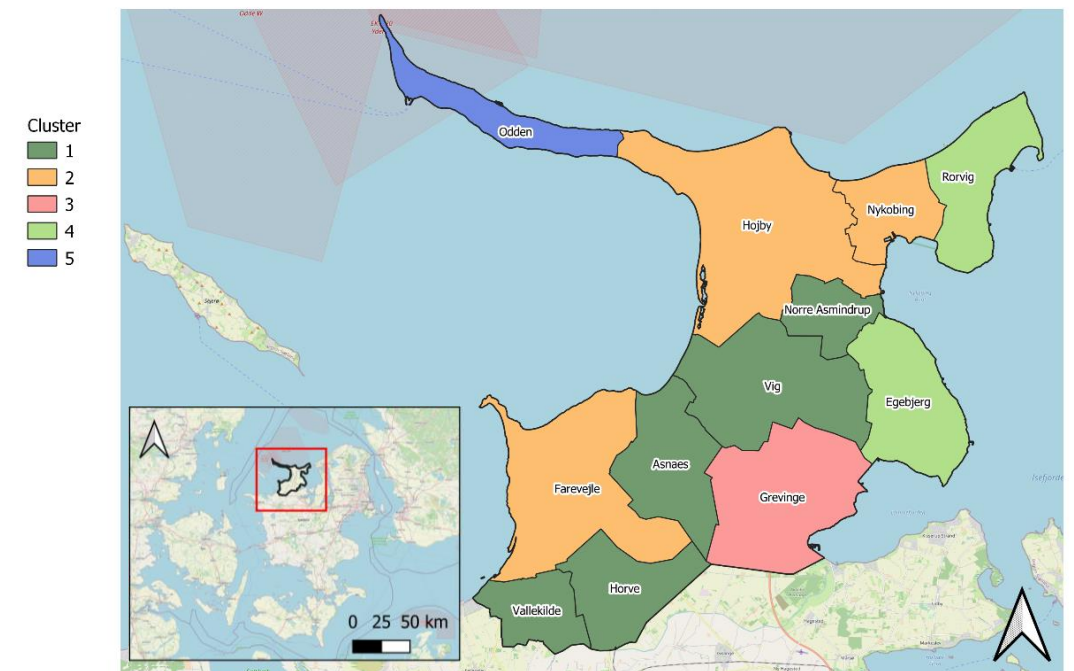 Cluster
1
2
3
4
5
Odden
Rorvig
Nykobing
Hojby
Norre Asmindrup
Vig
Egebjerg
Asnaes
Farevejle
Grevinge
Horve
Vallekilde
0 25 50 km